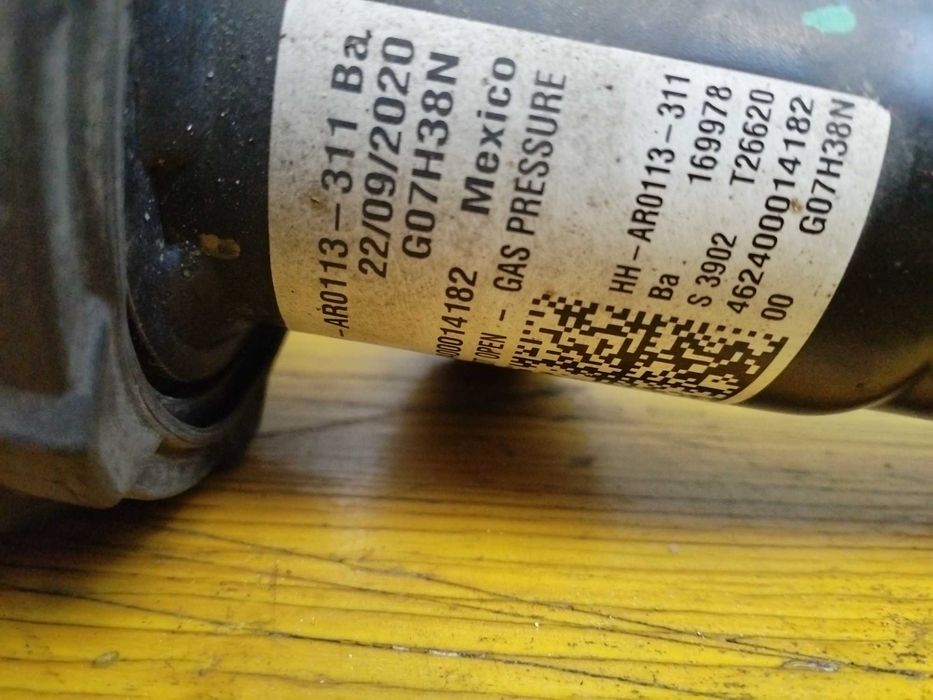 -AR0113-311 Ba
22/09/2020
G07H38N
00014182 Mexico
OPEN - GAS PRESSURE
HH-AR0113-311
Ba 169978
S 3902 T26620
4624000014182
00 G07H38N